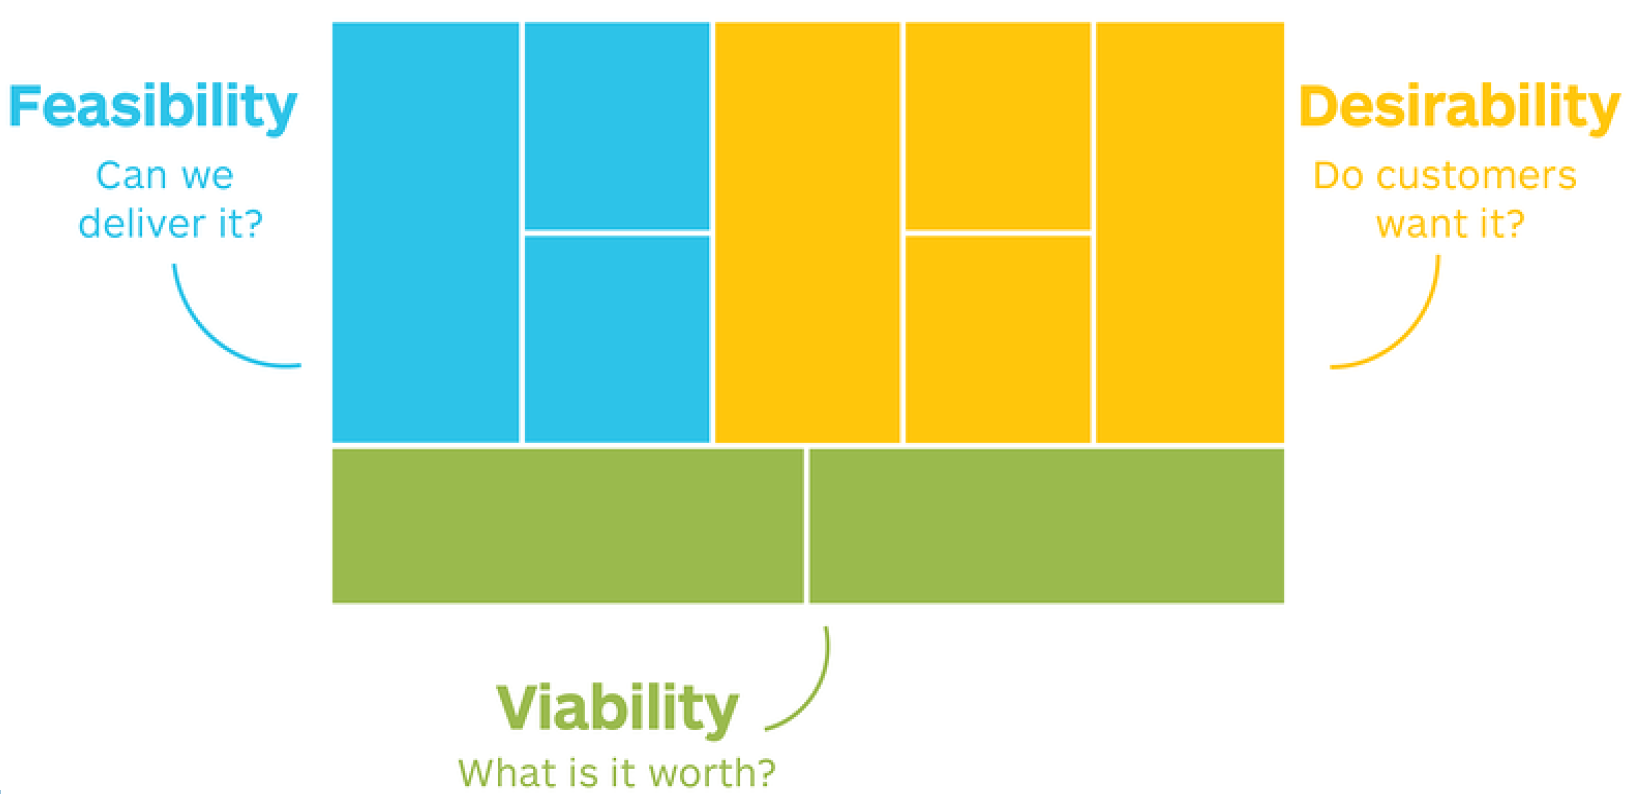 Feasibility
Can we
deliver it?
Desirability
Do customers
want it?
Viability
What is it worth?